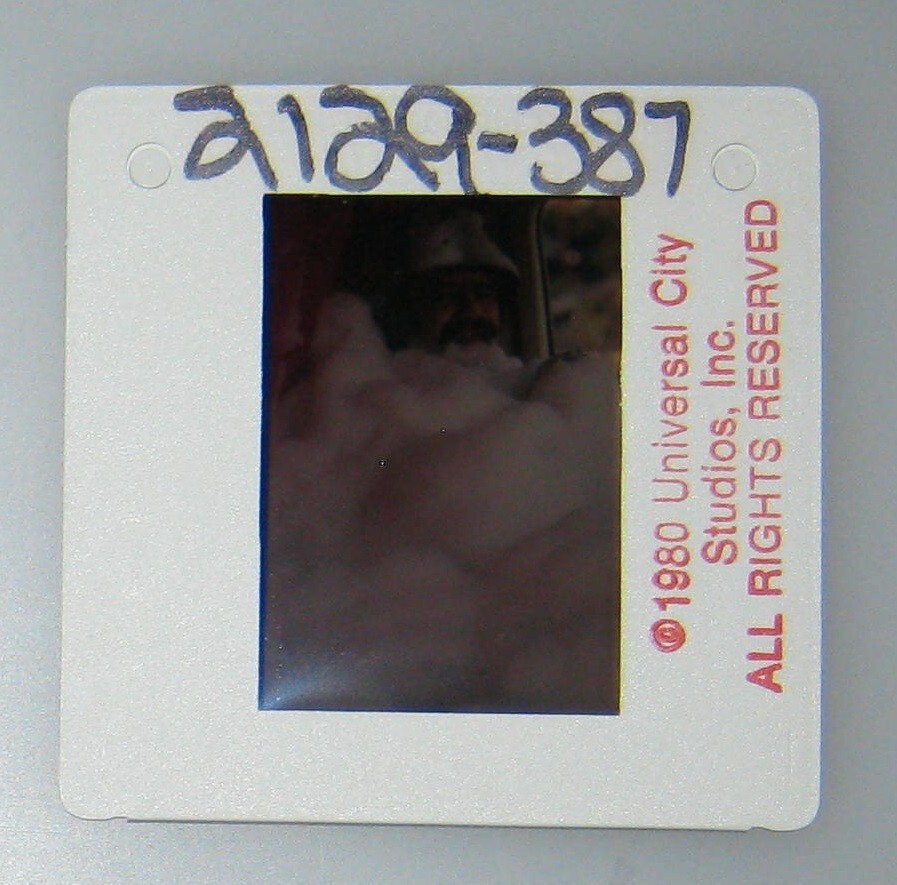 2129-387
©1980 Universal City
Studios, Inc.
ALL RIGHTS RESERVED